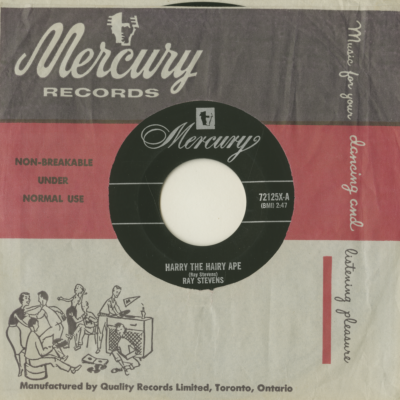 Mercury
RECORDS
Music for your dancing and listening pleasure
NON-BREAKABLE
UNDER
NORMAL USE
Mercury
72125X-A
(BMI) 2:47
HARRY THE HAIRY APE
(Ray Stevens)
RAY STEVENS
Manufactured by Quality Records Limited, Toronto, Ontario